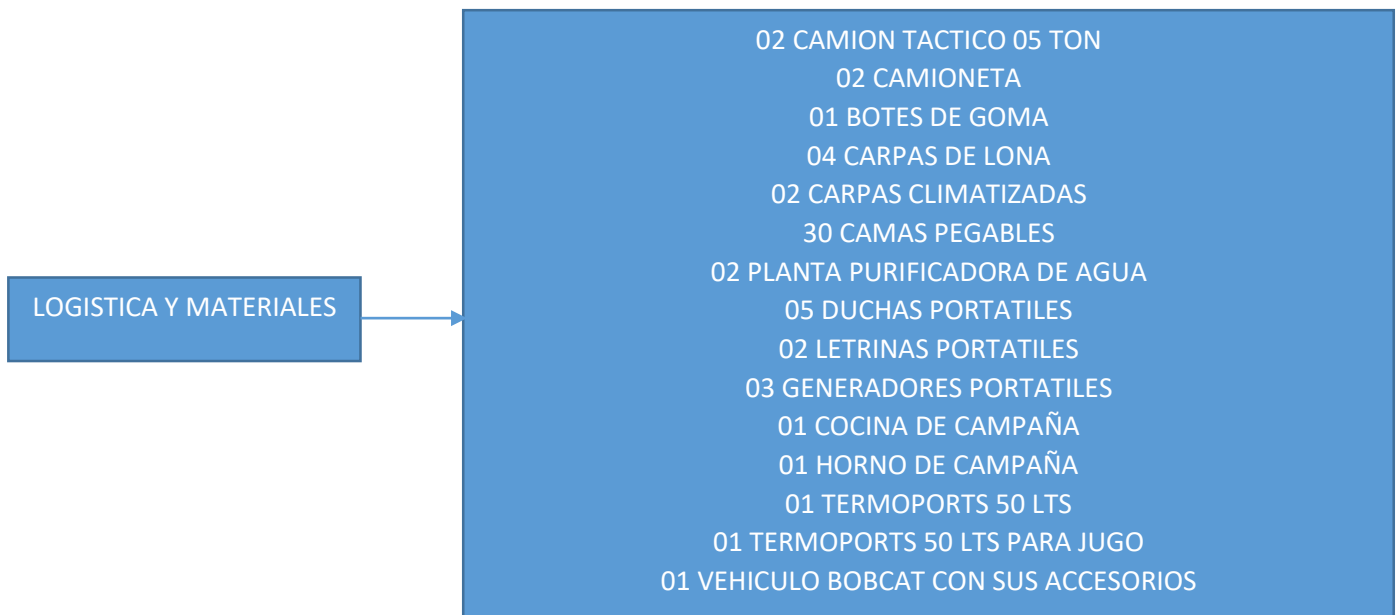 LOGISTICA Y MATERIALES
02 CAMION TACTICO 05 TON
02 CAMIONETA
01 BOTES DE GOMA
04 CARPAS DE LONA
02 CARPAS CLIMATIZADAS
30 CAMAS PEGABLES
02 PLANTA PURIFICADORA DE AGUA
05 DUCHAS PORTATILES
02 LETRINAS PORTATILES
03 GENERADORES PORTATILES
01 COCINA DE CAMPAÑA
01 HORNO DE CAMPAÑA
01 TERMOPORTS 50 LTS
01 TERMOPORTS 50 LTS PARA JUGO
01 VEHICULO BOBCAT CON SUS ACCESORIOS